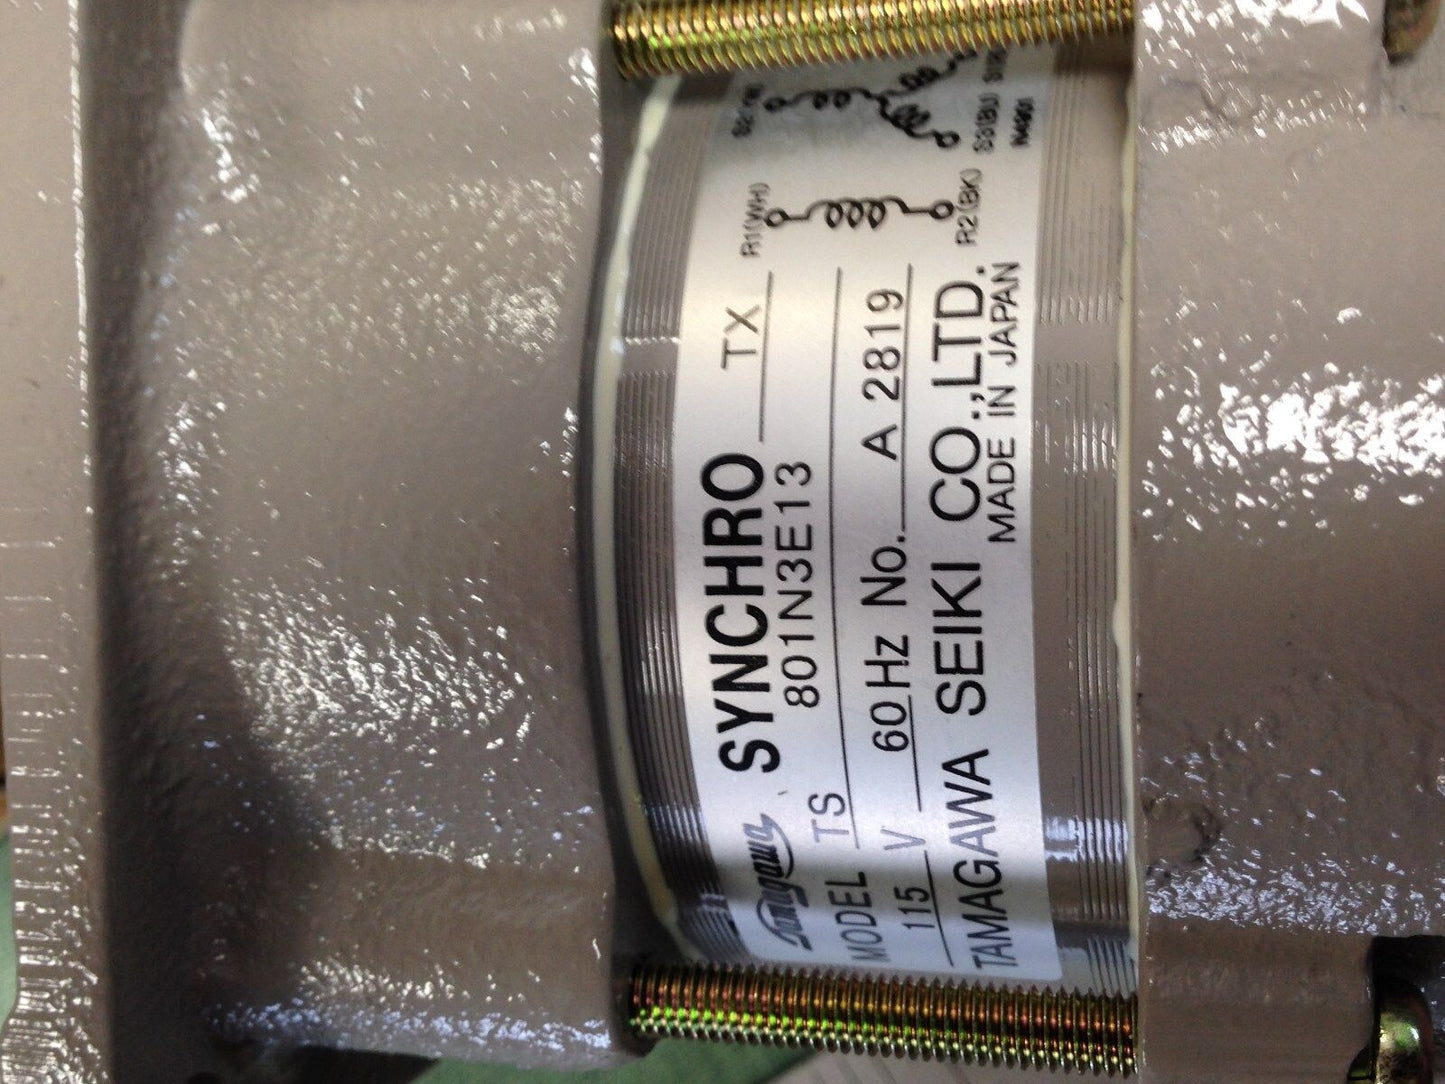 Tamagawa SYNCHRO TX
MODEL TS 801N3E13
115 V 60 Hz No. A 2819
TAMAGAWA SEIKI CO.,LTD.
MADE IN JAPAN
R1(WH)
R2(BK)
S3(BU)